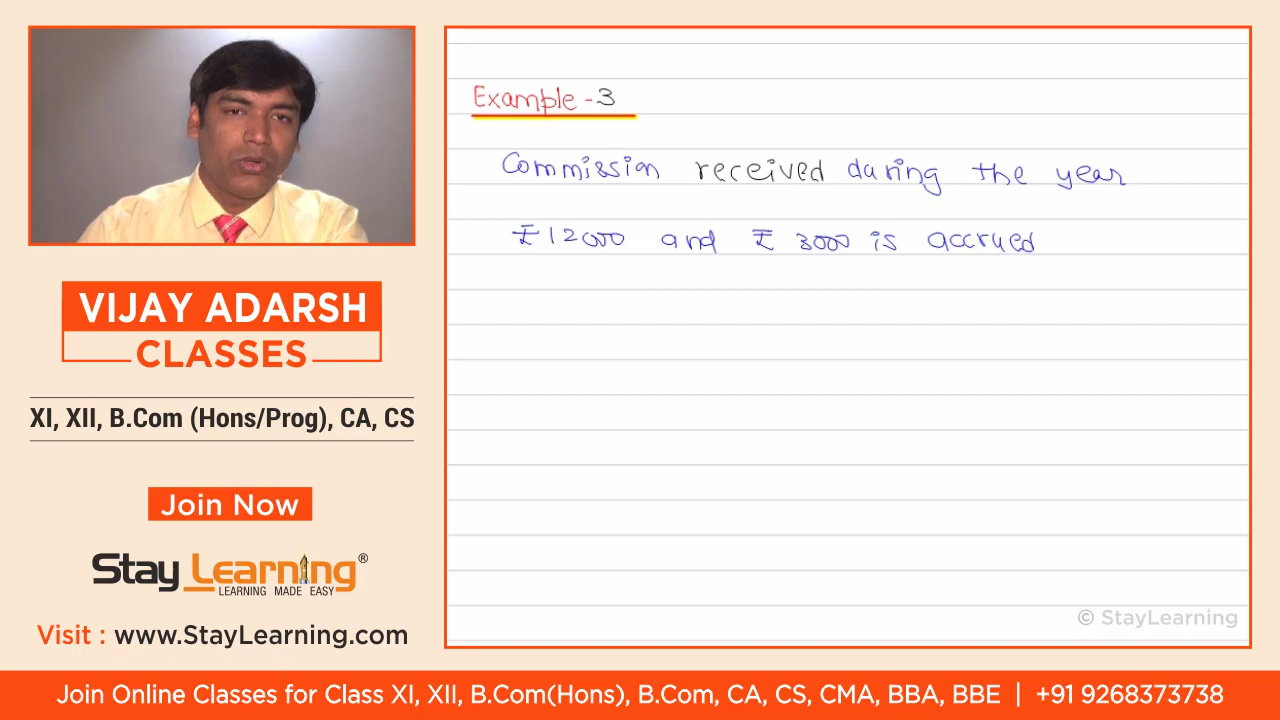 VIJAY ADARSH
CLASSES
XI, XII, B.Com (Hons/Prog), CA, CS
Join Now
Stay Learning®
LEARNING MADE EASY
Visit : www.StayLearning.com
Example - 3
Commission received during the year
₹ 12000 and ₹ 3000 is accrued
© StayLearning
Join Online Classes for Class XI, XII, B.Com(Hons), B.Com, CA, CS, CMA, BBA, BBE | +91 9268373738